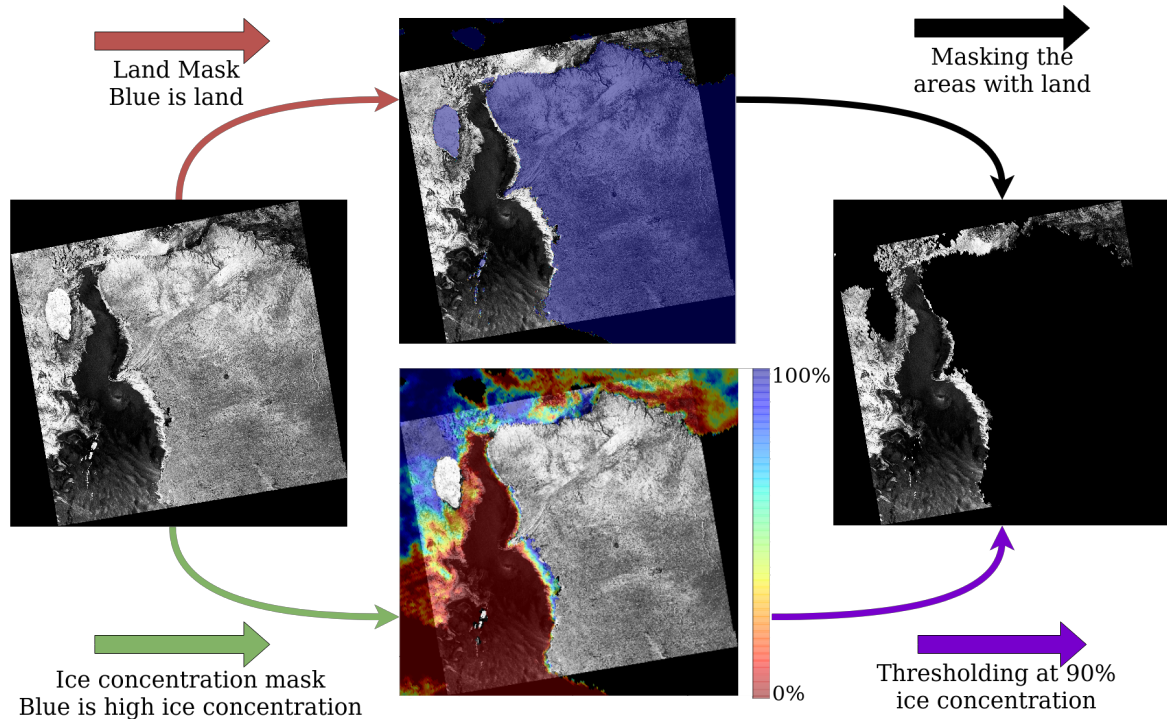 Land Mask
Blue is land
Masking the
areas with land
100%
0%
Ice concentration mask
Blue is high ice concentration
Thresholding at 90%
ice concentration